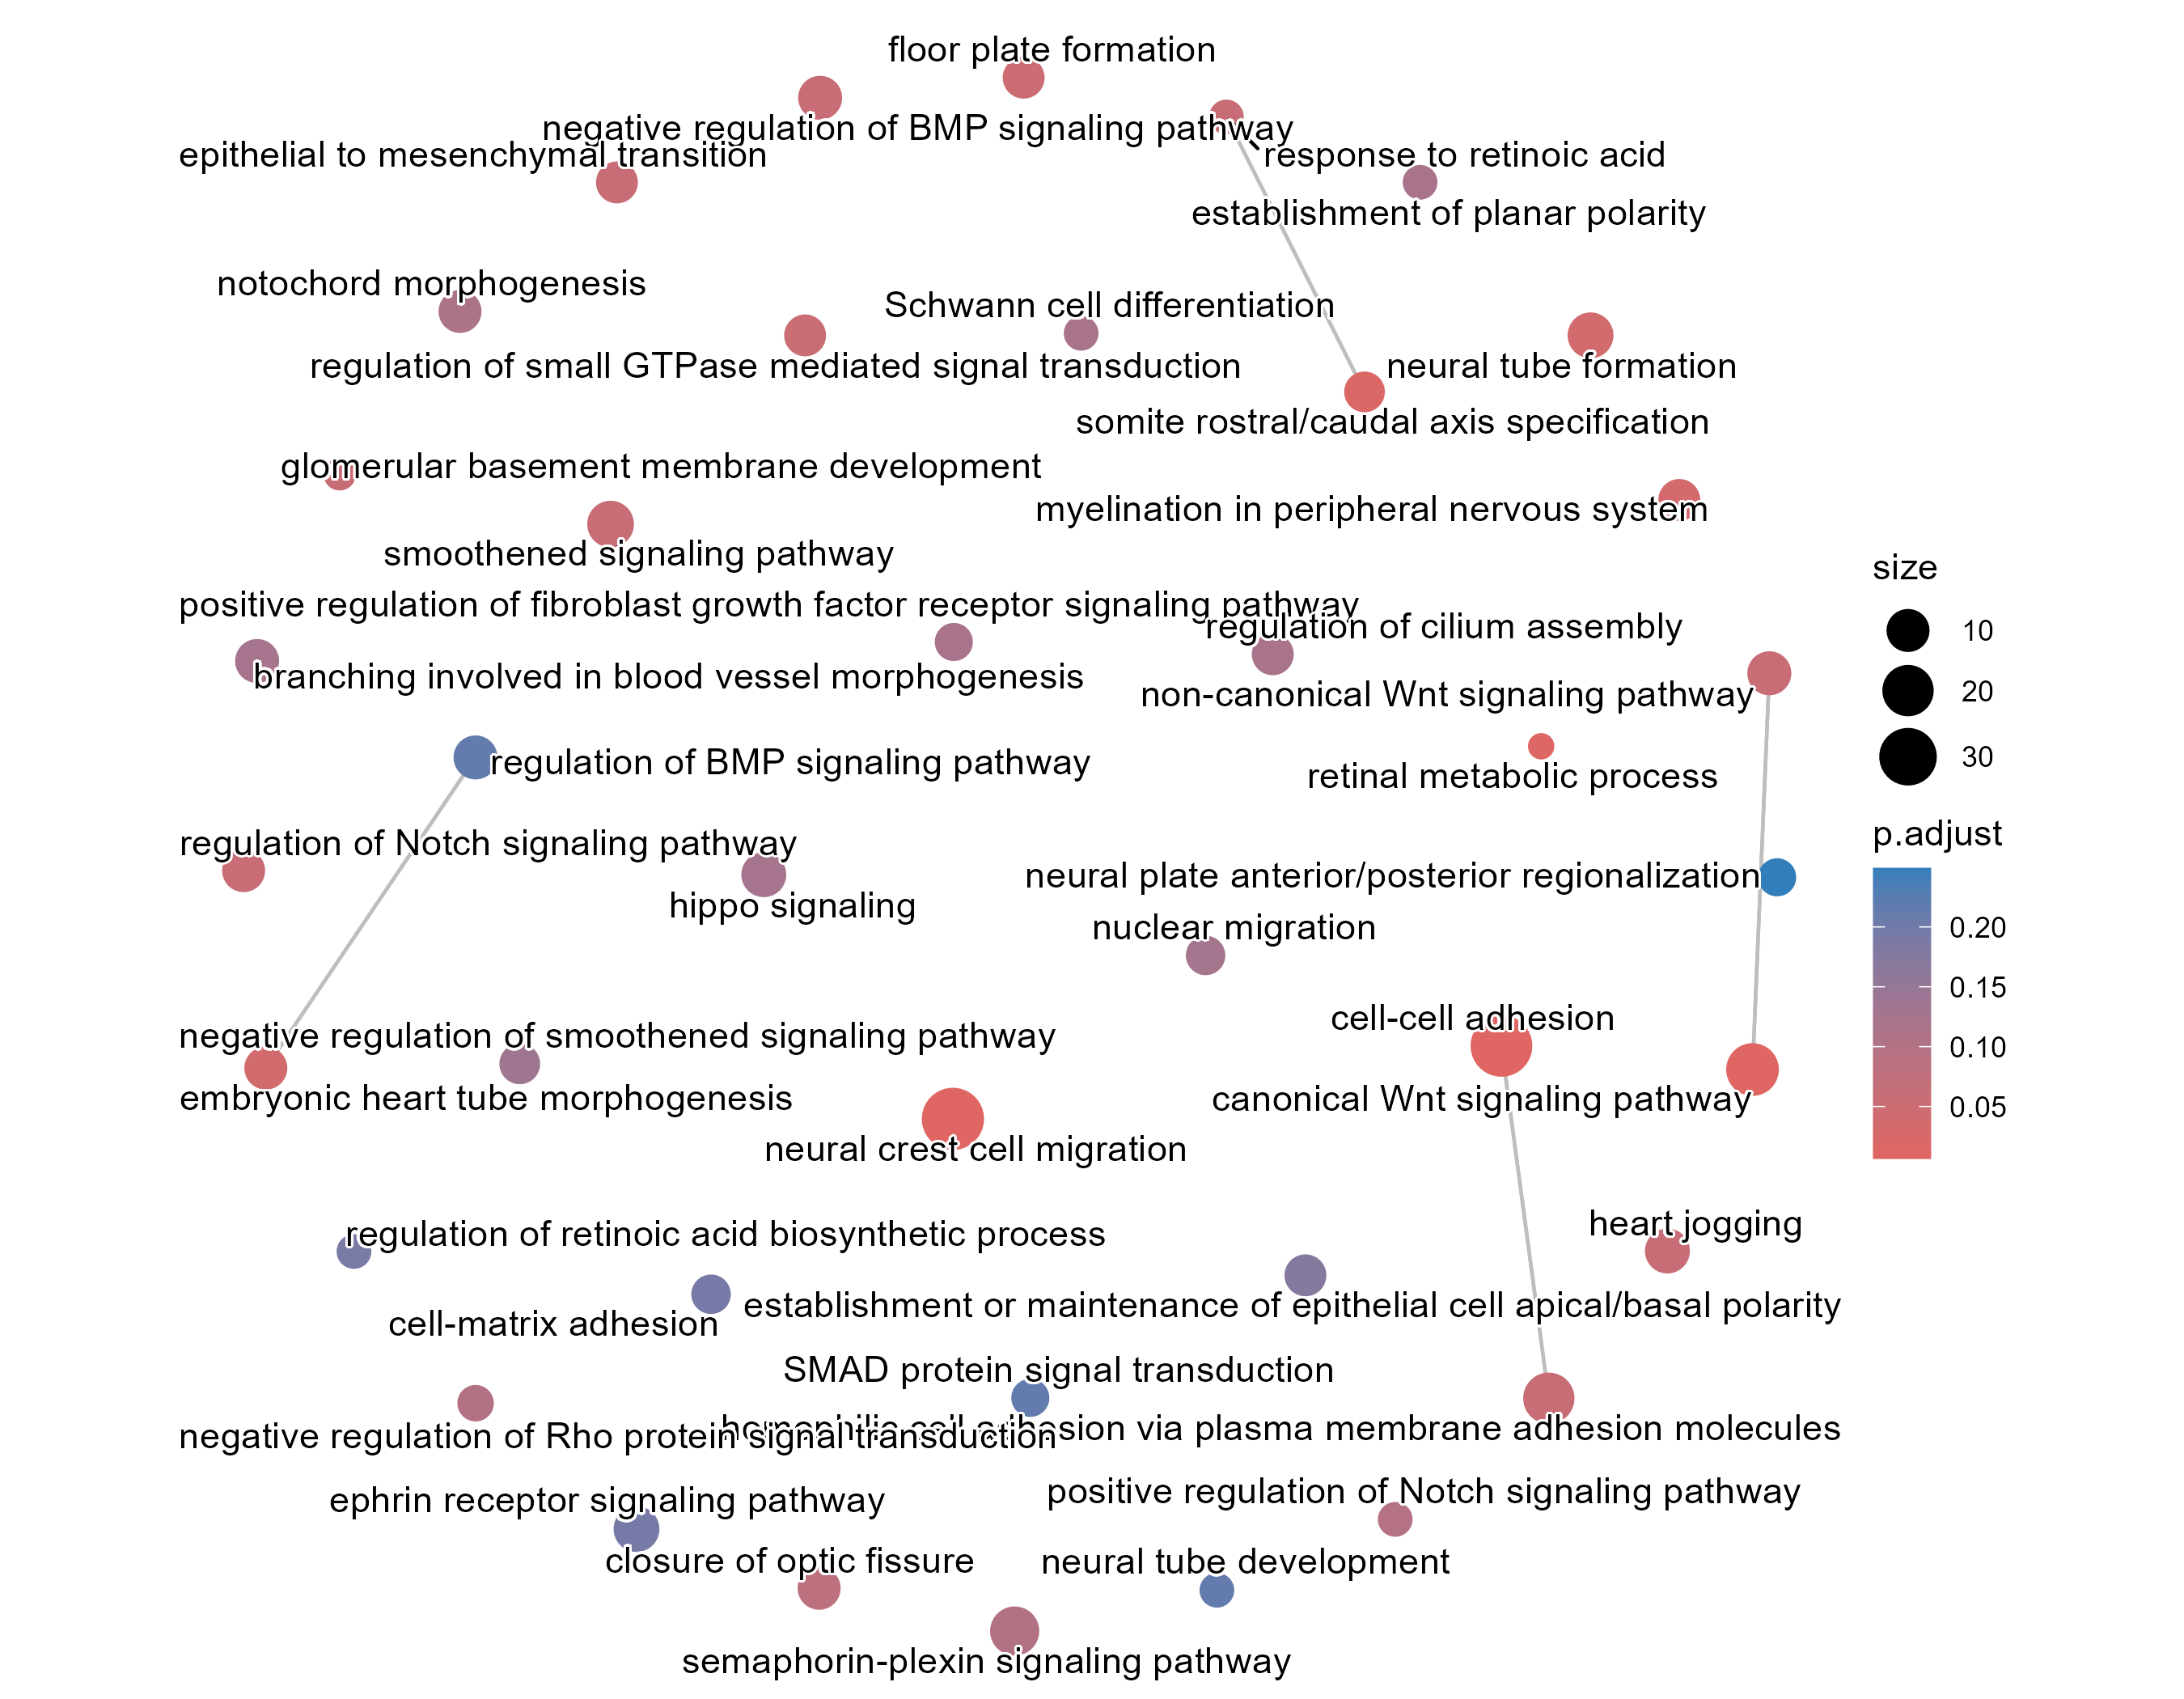 floor plate formation
negative regulation of BMP signaling pathway
epithelial to mesenchymal transition
response to retinoic acid
establishment of planar polarity
notochord morphogenesis
Schwann cell differentiation
regulation of small GTPase mediated signal transduction
neural tube formation
somite rostral/caudal axis specification
glomerular basement membrane development
myelination in peripheral nervous system
smoothened signaling pathway
size
positive regulation of fibroblast growth factor receptor signaling pathway
regulation of cilium assembly
10
branching involved in blood vessel morphogenesis
non-canonical Wnt signaling pathway
20
regulation of BMP signaling pathway
retinal metabolic process
30
regulation of Notch signaling pathway
p.adjust
neural plate anterior/posterior regionalization
hippo signaling
nuclear migration
0.20
0.15
cell-cell adhesion
negative regulation of smoothened signaling pathway
0.10
embryonic heart tube morphogenesis
canonical Wnt signaling pathway
0.05
neural crest cell migration
heart jogging
regulation of retinoic acid biosynthetic process
establishment or maintenance of epithelial cell apical/basal polarity
cell-matrix adhesion
SMAD protein signal transduction
via plasma membrane adhesion molecules
negative regulation of Rho protein signal transduction
positive regulation of Notch signaling pathway
ephrin receptor signaling pathway
closure of optic fissure
neural tube development
semaphorin-plexin signaling pathway